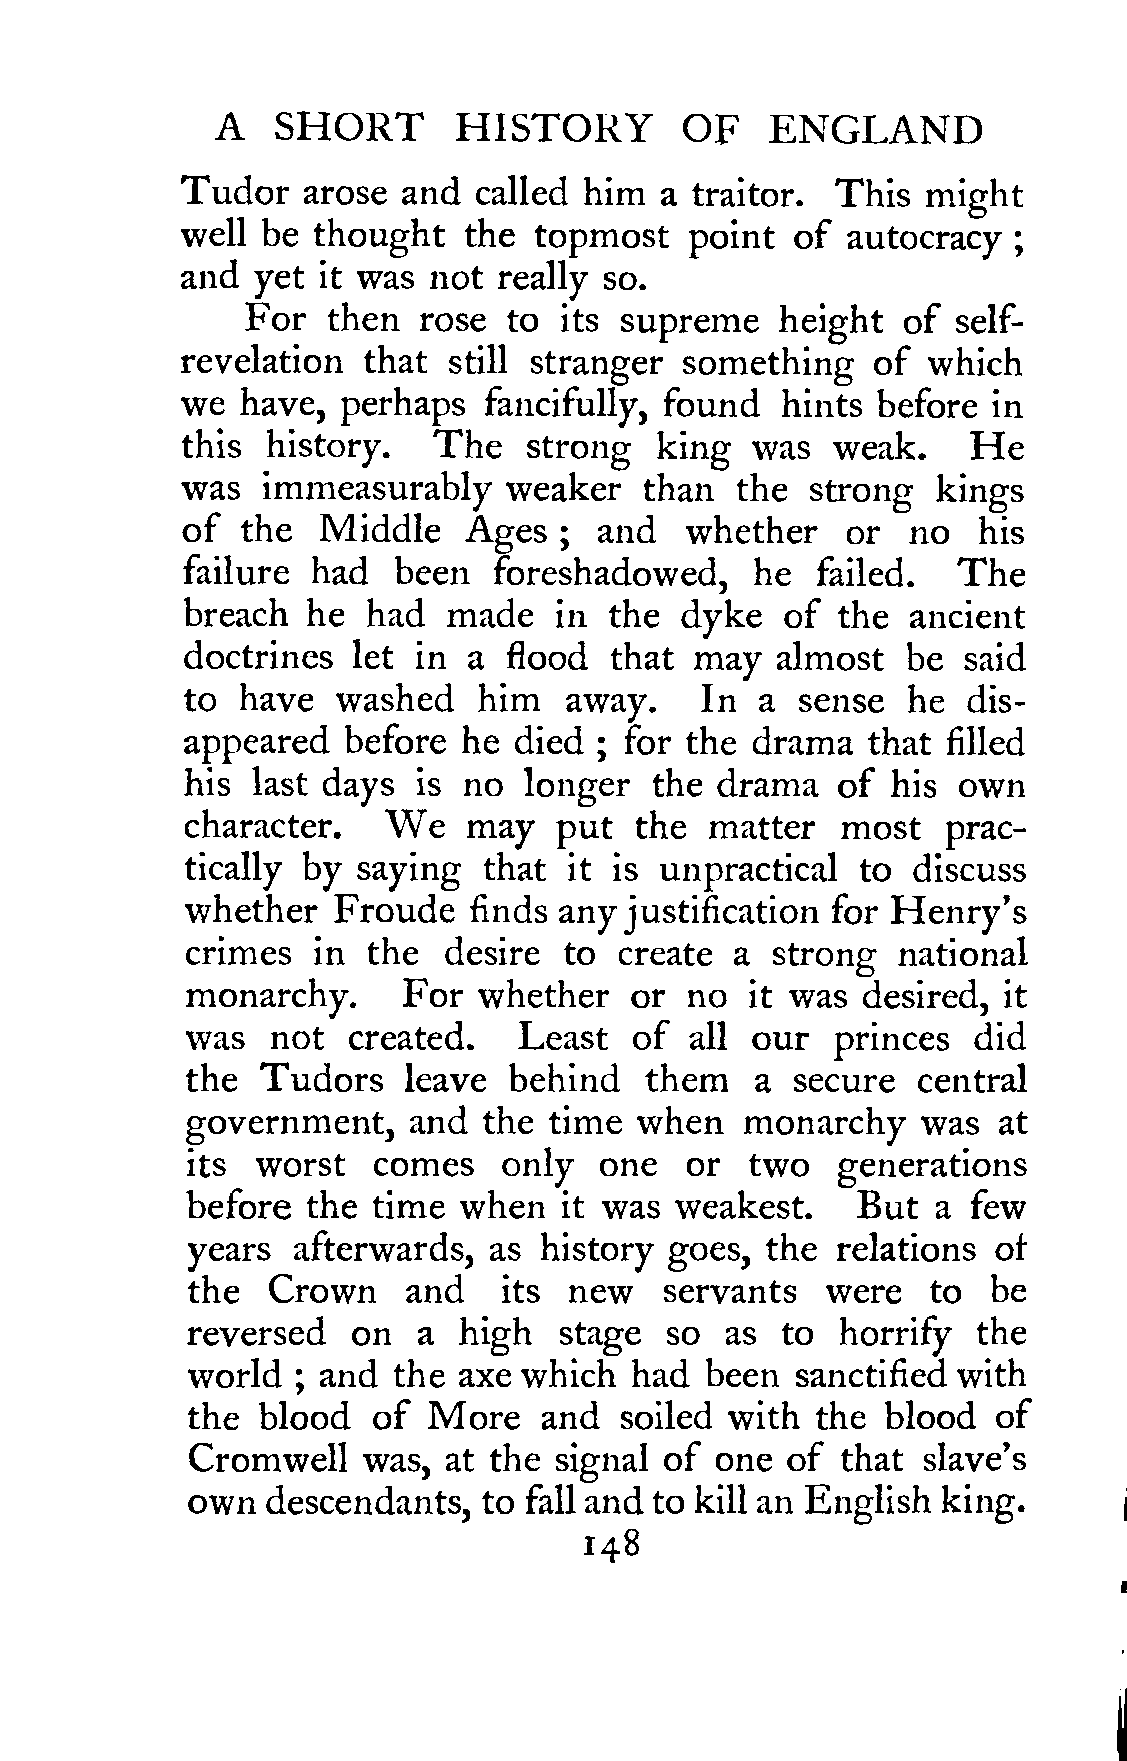 A SHORT HISTORY OF ENGLAND
Tudor arose and called him a traitor. This might
well be thought the topmost point of autocracy ;
and yet it was not really so.
For then rose to its supreme height of self-
revelation that still stranger something of which
we have, perhaps fancifully, found hints before in
this history. The strong king was weak. He
was immeasurably weaker than the strong kings
of the Middle Ages ; and whether or no his
failure had been foreshadowed, he failed. The
breach he had made in the dyke of the ancient
doctrines let in a flood that may almost be said
to have washed him away. In a sense he dis-
appeared before he died ; for the drama that filled
his last days is no longer the drama of his own
character. We may put the matter most prac-
tically by saying that it is unpractical to discuss
whether Froude finds any justification for Henry's
crimes in the desire to create a strong national
monarchy. For whether or no it was desired, it
was not created. Least of all our princes did
the Tudors leave behind them a secure central
government, and the time when monarchy was at
its worst comes only one or two generations
before the time when it was weakest. But a few
years afterwards, as history goes, the relations of
the Crown and its new servants were to be
reversed on a high stage so as to horrify the
world ; and the axe which had been sanctified with
the blood of More and soiled with the blood of
Cromwell was, at the signal of one of that slave's
own descendants, to fall and to kill an English king.
148